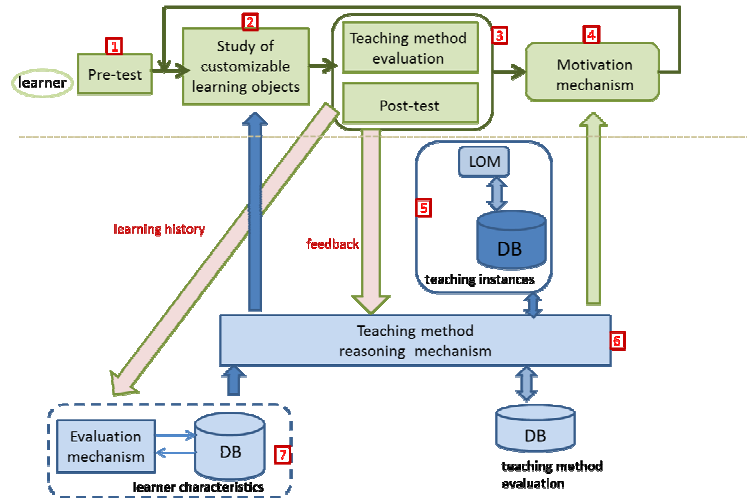 1
2
3
4
learner
Pre-test
Study of
customizable
learning objects
Teaching method
evaluation
Post-test
Motivation
mechanism
5
LOM
DB
teaching instances
learning history
feedback
Teaching method
reasoning mechanism
6
Evaluation
mechanism
DB
7
learner characteristics
DB
teaching method
evaluation